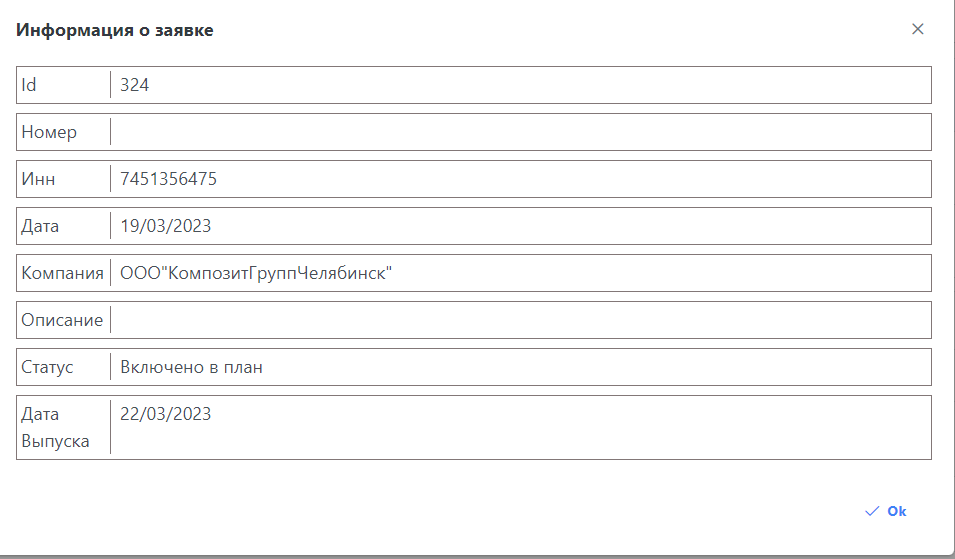 Информация о заявке
Id 324
Номер
Инн 7451356475
Дата 19/03/2023
Компания ООО"КомпозитГруппЧелябинск"
Описание
Статус Включено в план
Дата 22/03/2023
Выпуска
Ok